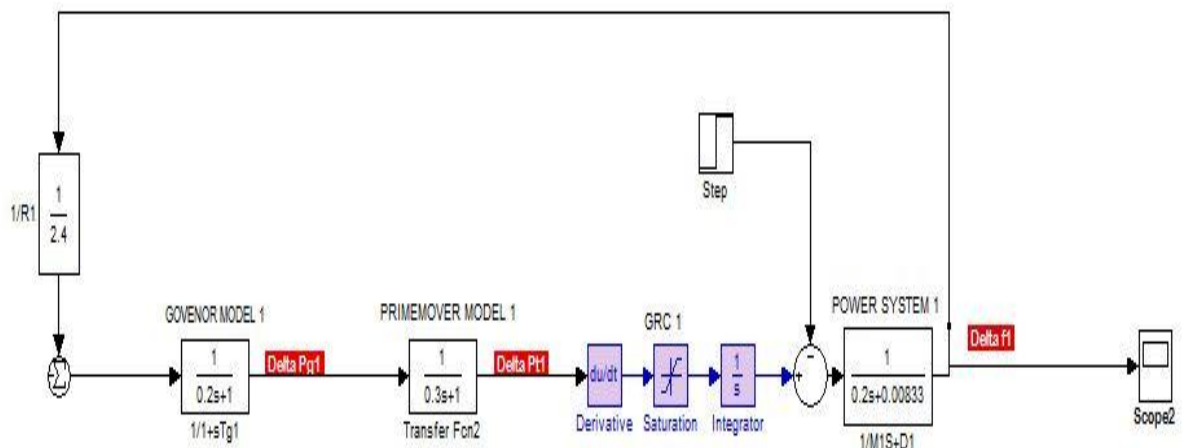 Step
1/R1
1
2.4
Σ
GOVENOR MODEL 1
1
0.2s+1
1/1+sTg1
Delta Pg1
PRIMEMOVER MODEL 1
1
0.3s+1
Transfer Fcn2
Delta Pt1
du/dt
Derivative
GRC 1
Saturation
1
s
Integrator
POWER SYSTEM 1
1
0.2s+0.00833
1/M1S+D1
Delta f1
Scope2